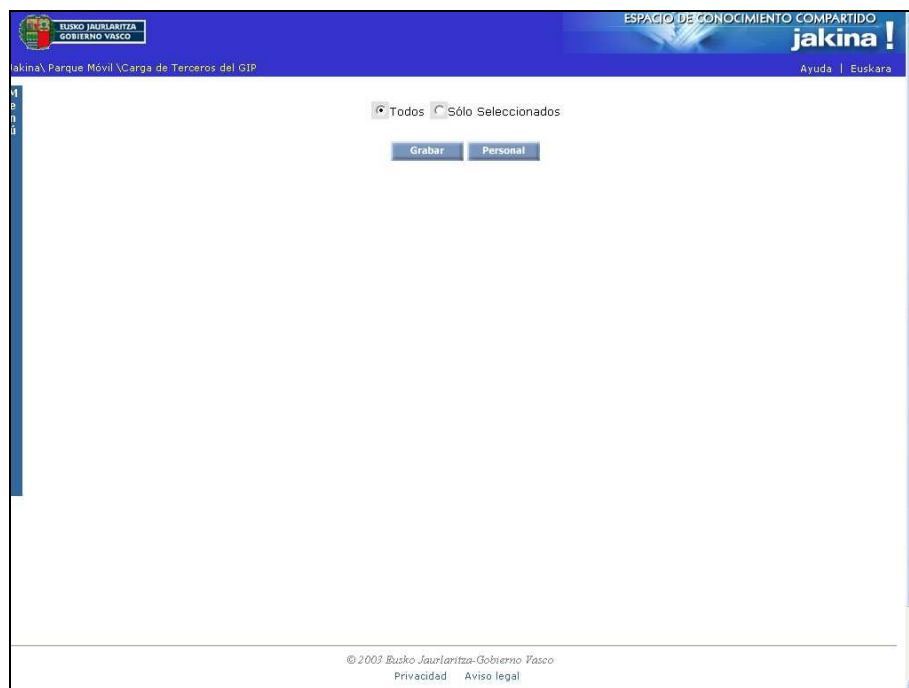 EUSKO JAURLARITZA
GOBIERNO VASCO
ESPACIO DE CONOCIMIENTO COMPARTIDO
jakina!
Jakina\ Parque Móvil \Carga de Terceros del GIP
Ayuda | Euskara
Menú
Todos Sólo Seleccionados
Grabar Personal
© 2003 Eusko Jaurlaritza-Gobierno Vasco
Privacidad Aviso legal